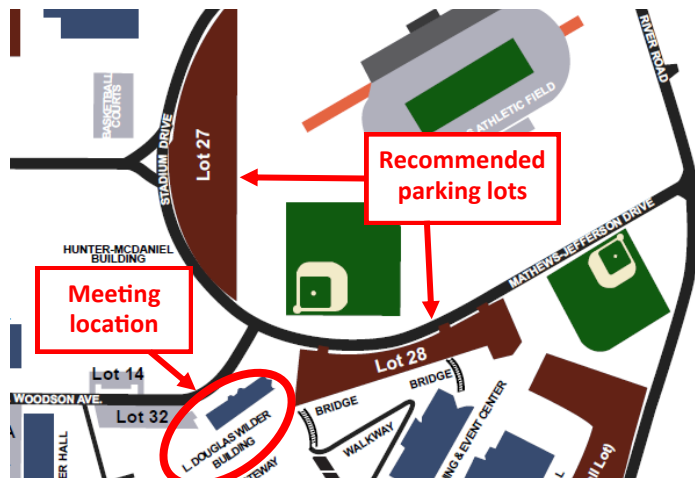 RIVER ROAD
BASKETBALL
COURTS
STADIUM DRIVE
Lot 27
ATHLETIC FIELD
Recommended
parking lots
MATHEWS-JEFFERSON DRIVE
HUNTER-MCDANIEL
BUILDING
Meeting
location
Lot 14
WOODSON AVE.
Lot 32
Lot 28
BRIDGE
BRIDGE
WALKWAY
L. DOUGLAS WILDER
BUILDING
& EVENT CENTER
HALL
Lot)